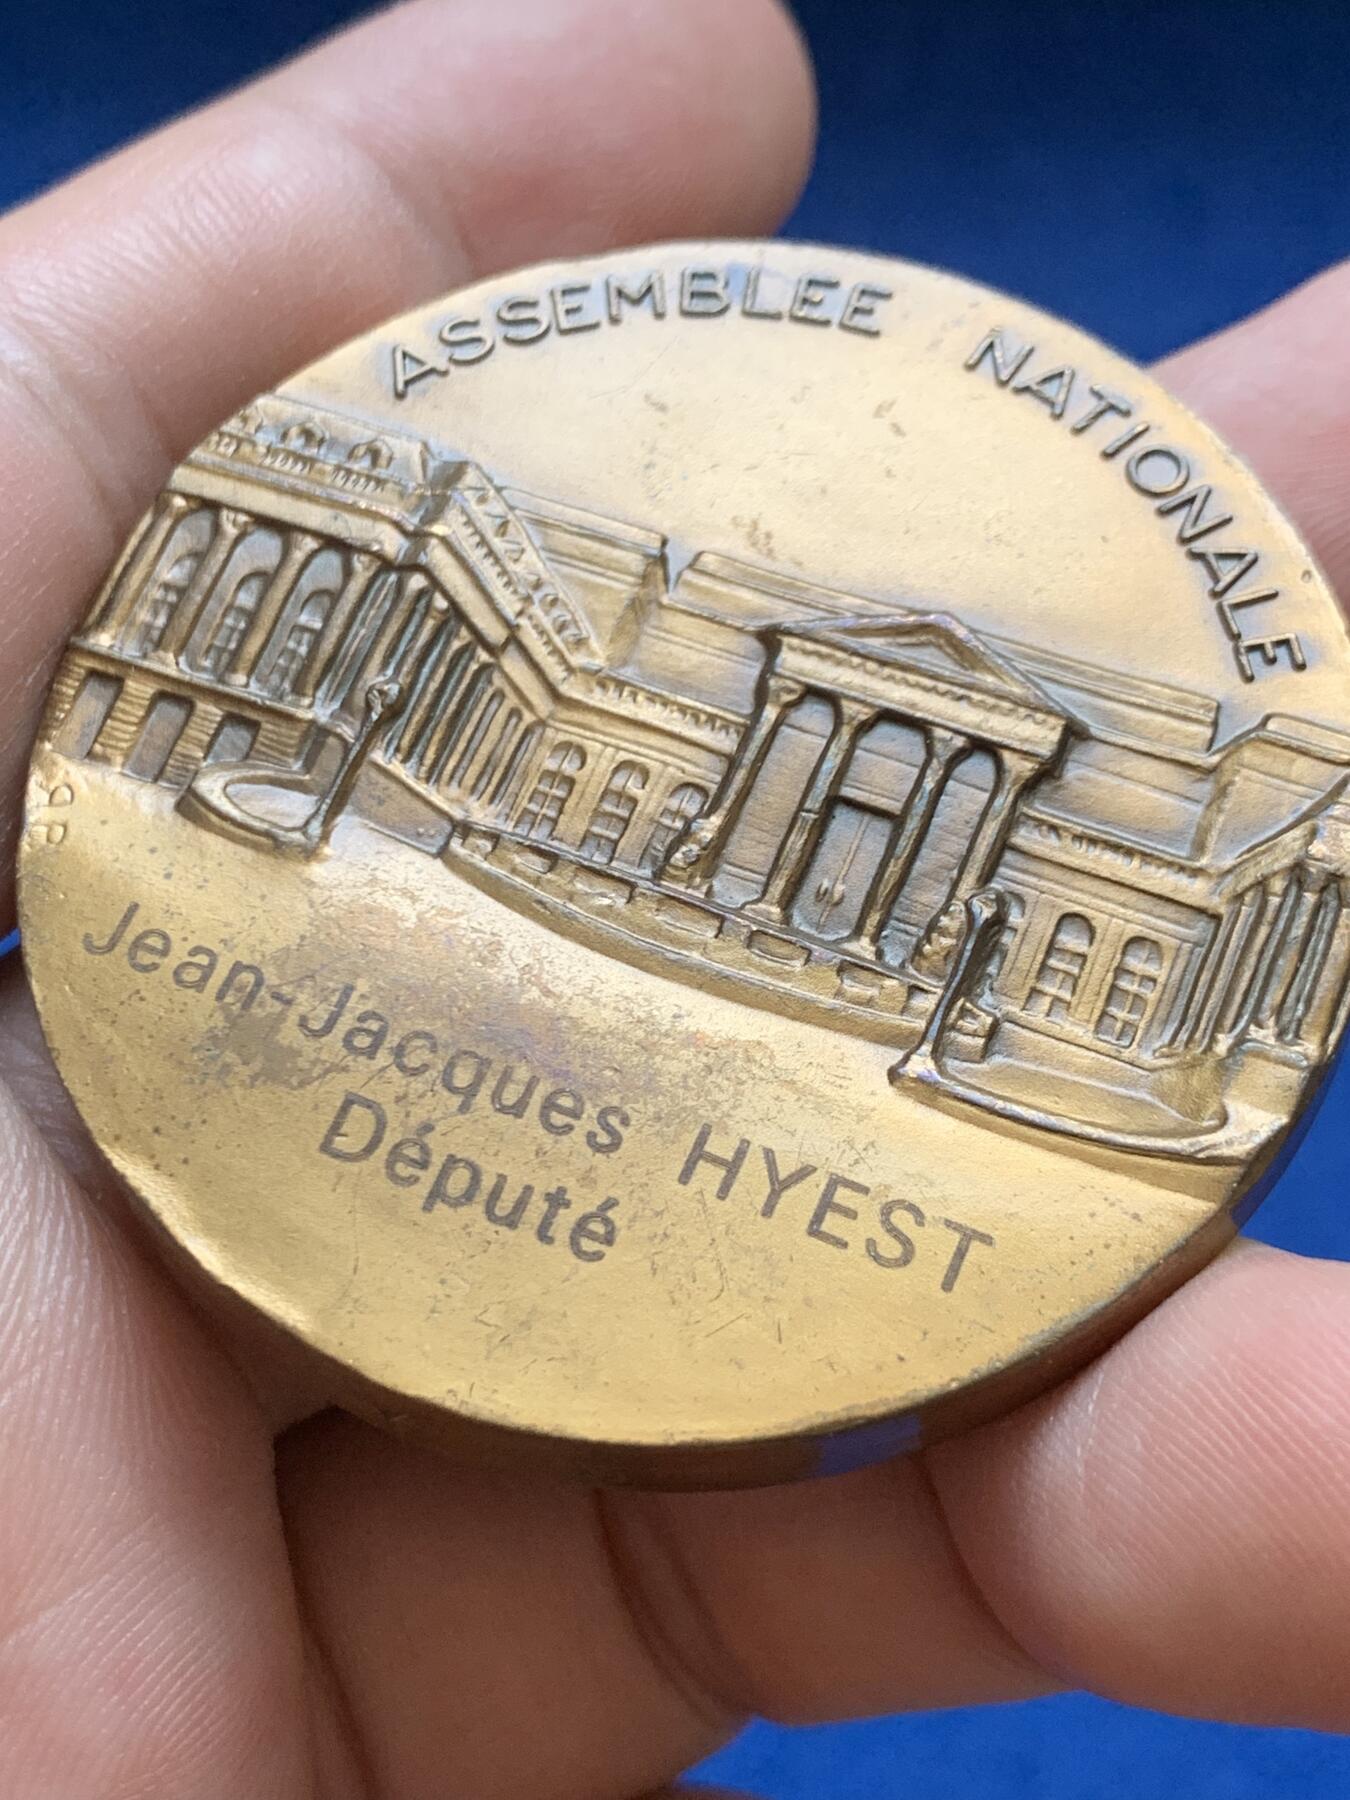 ASSEMBLEE NATIONALE
Jean-Jacques HYEST
Député